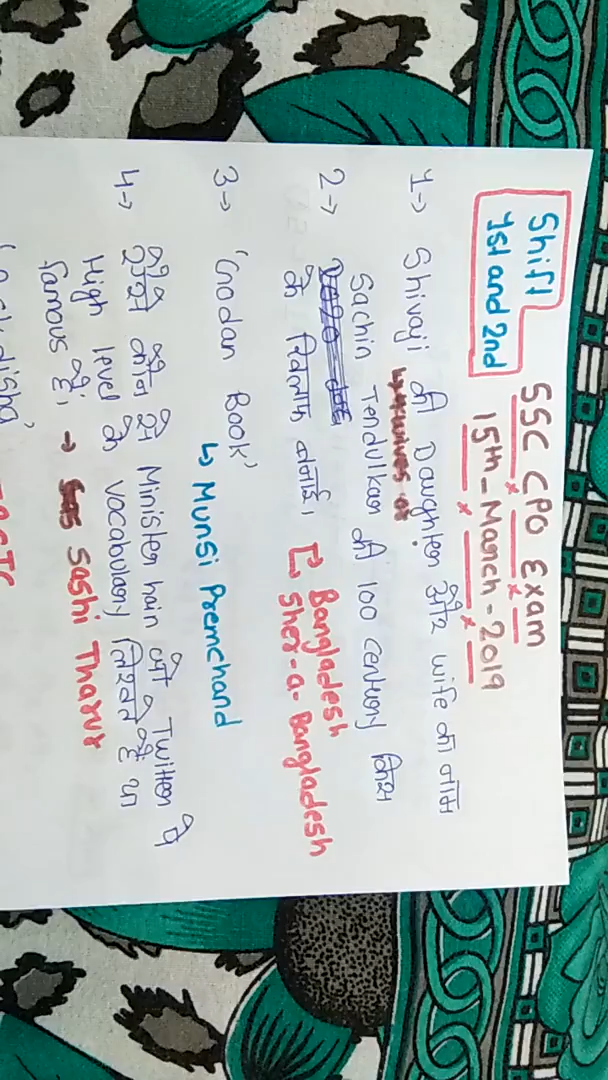 Shift
1st and 2nd
SSC CPO Exam
15th - March - 2019
1→ Shivaji की Daughter और wife का नाम
Sachin Tendulkar की 100 century किस
के खिलाफ बनाई।
2→
Bangladesh
Sher-a-Bangladesh
3→ 'Godan Book'
↳ Munsi Premchand
4→ कौन Minister hain जो Twitter पे
High level के vocabulary लिखते है या
famous है। → Sashi Tharur